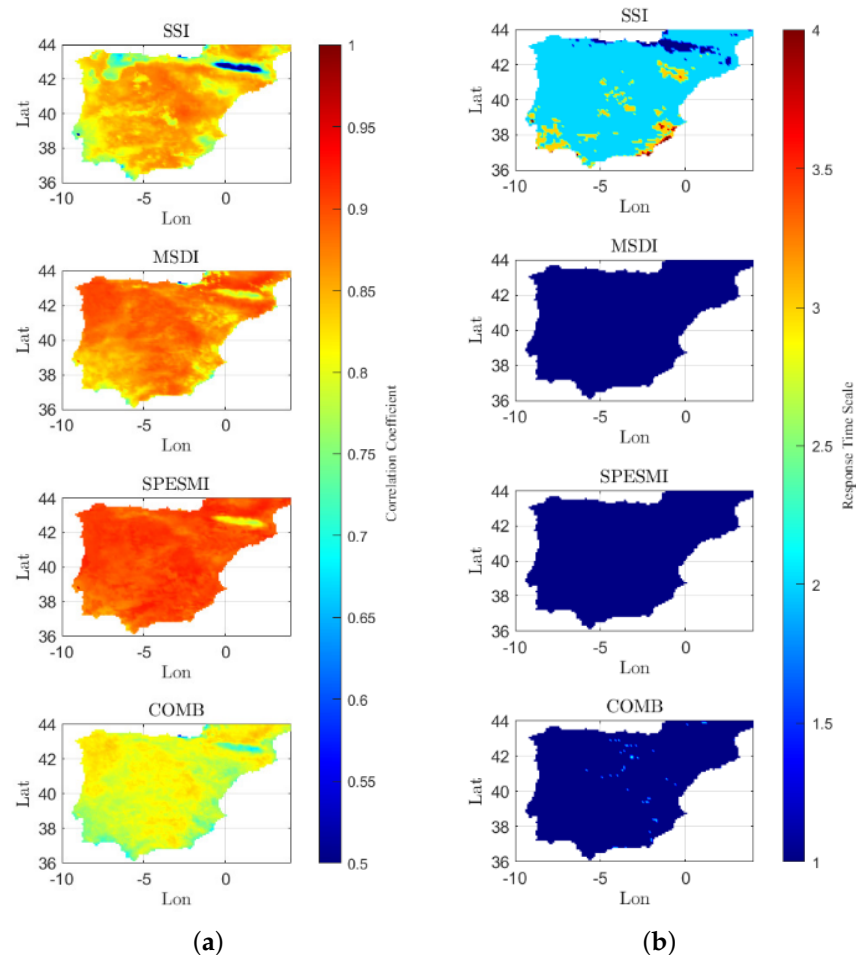 SSI
44
42
40
38
36
Lat
-10 -5 0
Lon
MSDI
44
42
40
38
36
Lat
-10 -5 0
Lon
SPESMI
44
42
40
38
36
Lat
-10 -5 0
Lon
COMB
44
42
40
38
36
Lat
-10 -5 0
Lon
1
0.95
0.9
0.85
0.8
0.75
0.7
0.65
0.6
0.55
0.5
Correlation Coefficient
(a)
SSI
44
42
40
38
36
Lat
-10 -5 0
Lon
MSDI
44
42
40
38
36
Lat
-10 -5 0
Lon
SPESMI
44
42
40
38
36
Lat
-10 -5 0
Lon
COMB
44
42
40
38
36
Lat
-10 -5 0
Lon
4
3.5
3
2.5
2
1.5
1
Response Time Scale
(b)